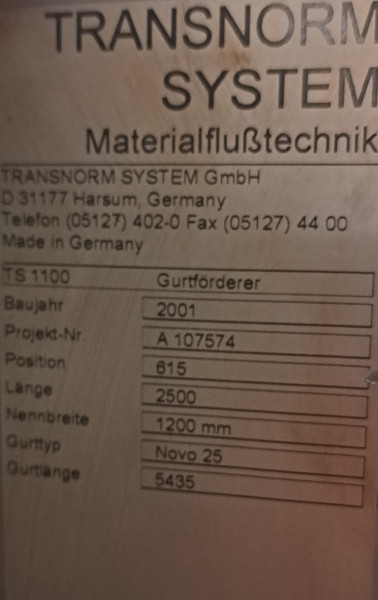 TRANSNORM
SYSTEM
Materialflußtechnik
TRANSNORM SYSTEM GmbH
D 31177 Harsum, Germany
Telefon (05127) 402-0 Fax (05127) 44 00
Made in Germany
TS 1100 Gurtförderer
Baujahr 2001
Projekt-Nr. A 107574
Position 615
Länge 2500
Nennbreite 1200 mm
Gurttyp Novo 25
Gurtlänge 5435